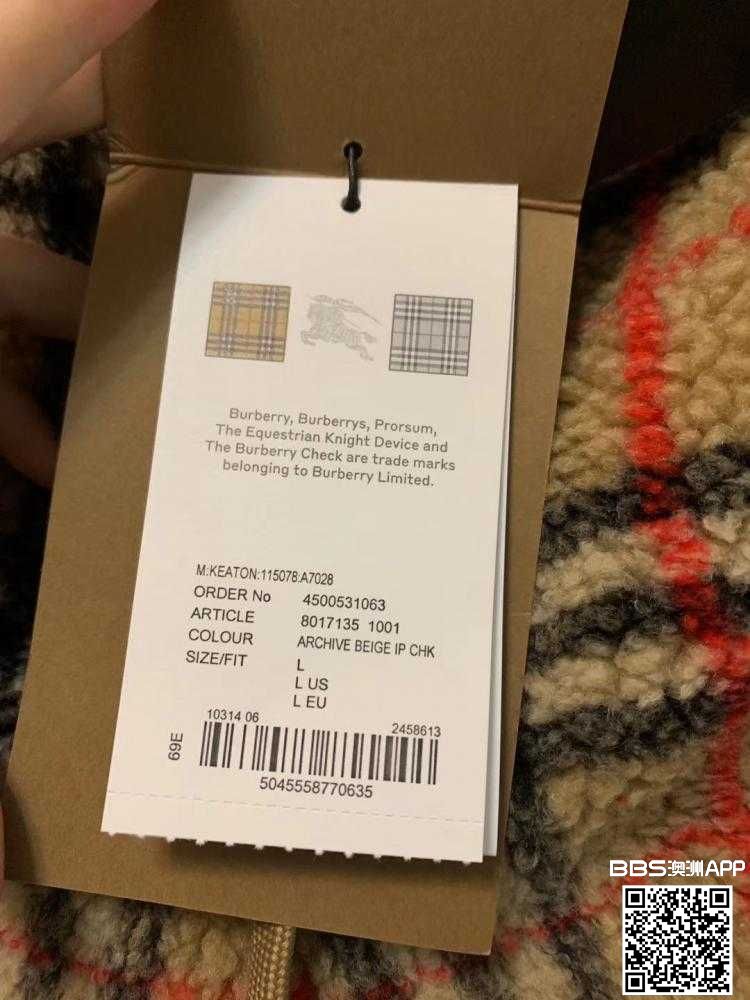 Burberry, Burberrys, Prorsum,
The Equestrian Knight Device and
The Burberry Check are trade marks
belonging to Burberry Limited.
M:KEATON:115078:A7028
ORDER No 4500531063
ARTICLE 8017135 1001
COLOUR ARCHIVE BEIGE IP CHK
SIZE/FIT L
L US
L EU
10314 06 2458613
69E
5045558770635
BBS澳洲APP